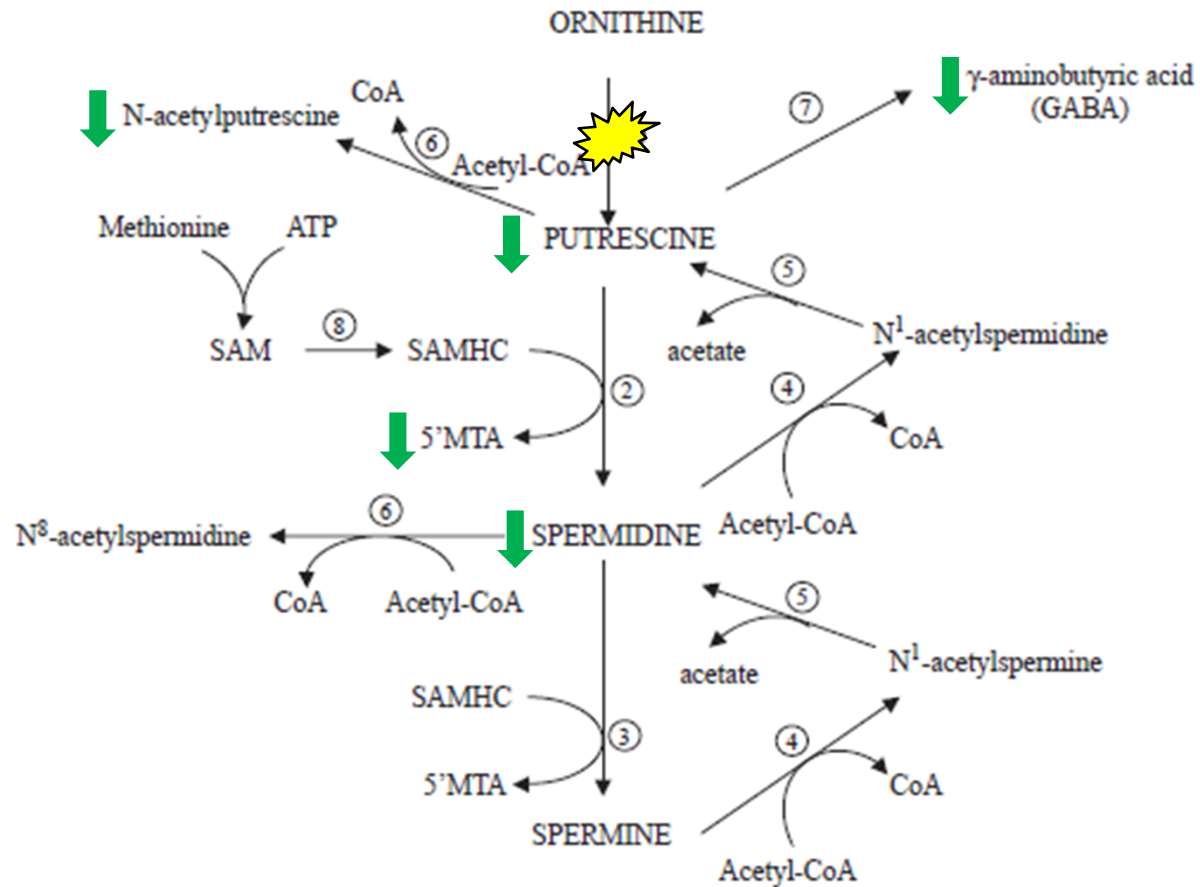 ORNITHINE
γ-aminobutyric acid
(GABA)
CoA
N-acetylputrescine
⑦
⑥
Acetyl-CoA
Methionine
ATP
PUTRESCINE
⑤
SAM
⑧
SAMHC
acetate
N¹-acetylspermidine
②
④
5'MTA
CoA
N⁸-acetylspermidine
⑥
SPERMIDINE
Acetyl-CoA
CoA
Acetyl-CoA
⑤
acetate
N¹-acetylspermine
SAMHC
③
④
5'MTA
CoA
SPERMINE
Acetyl-CoA